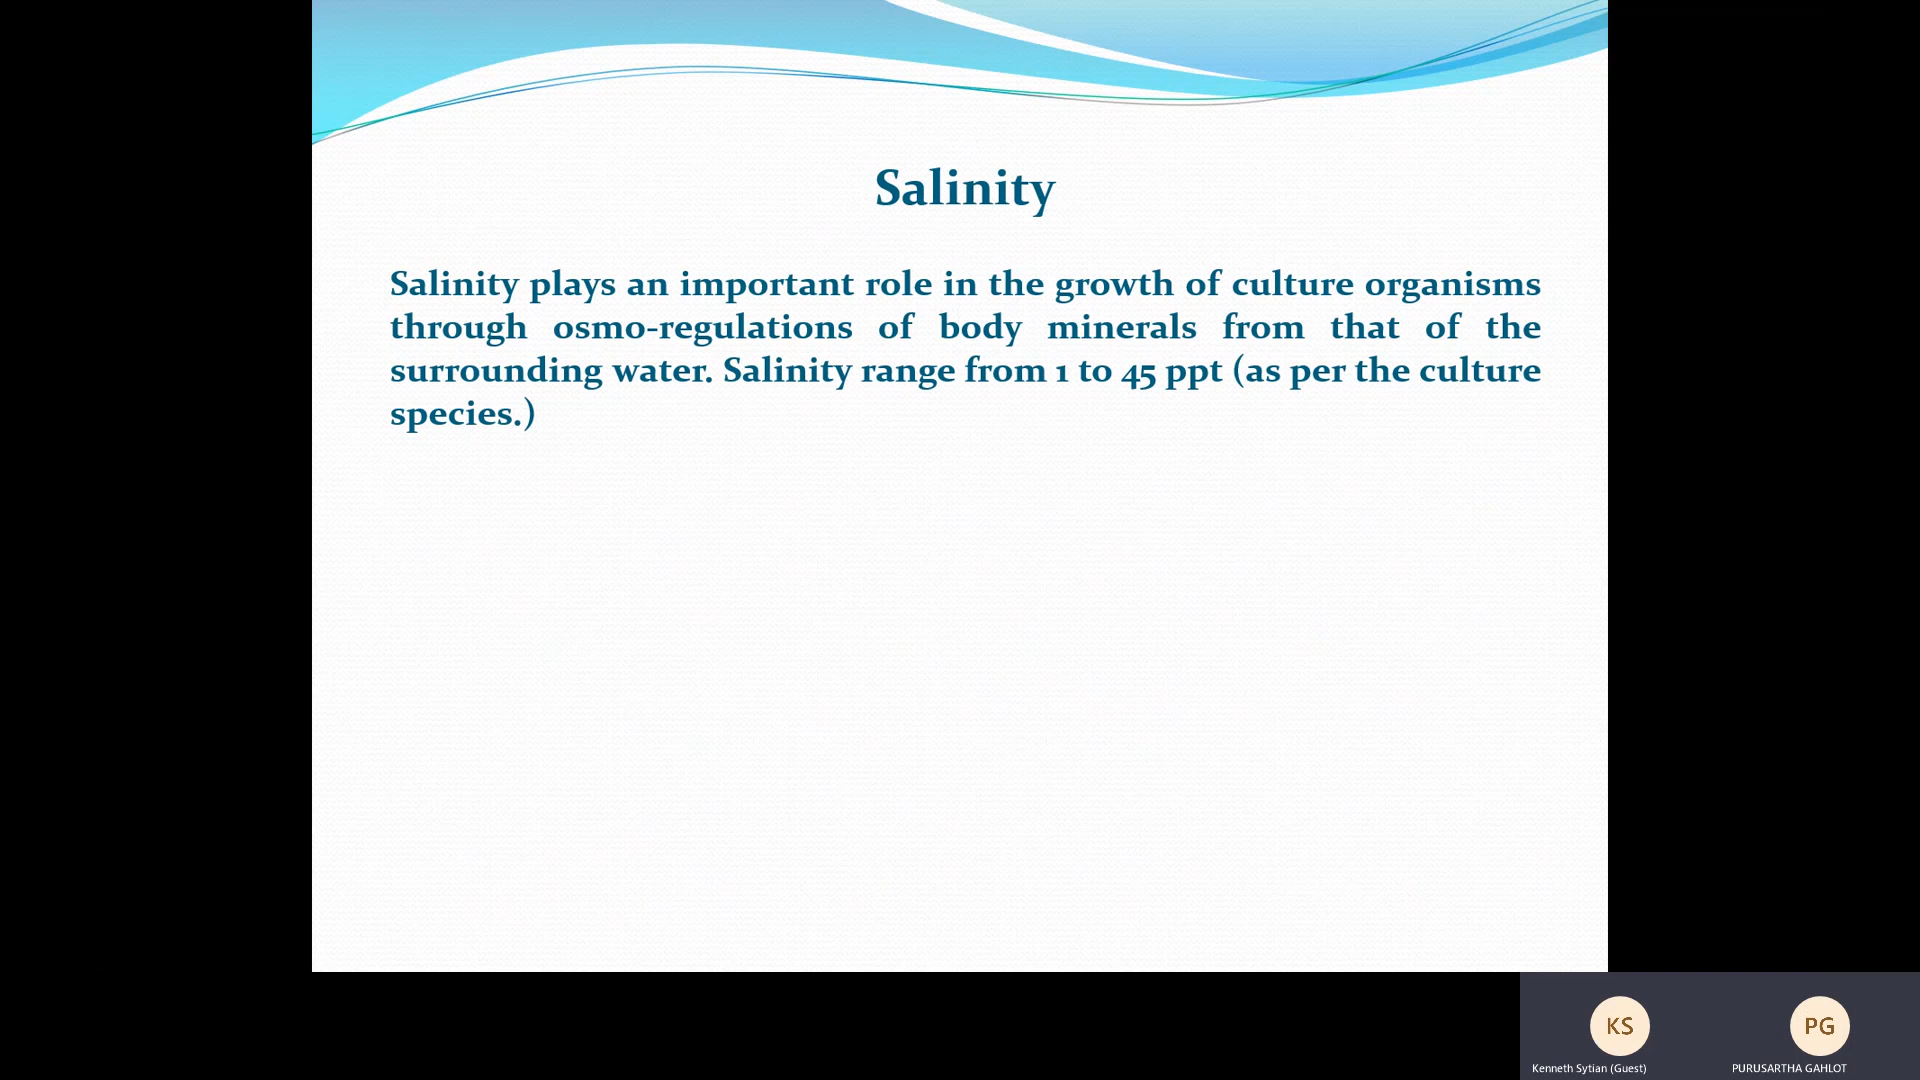 Salinity
Salinity plays an important role in the growth of culture organisms
through osmo-regulations of body minerals from that of the
surrounding water. Salinity range from 1 to 45 ppt (as per the culture
species.)
KS
PG
Kenneth Sytian (Guest)
PURUSARTHA GAHLOT